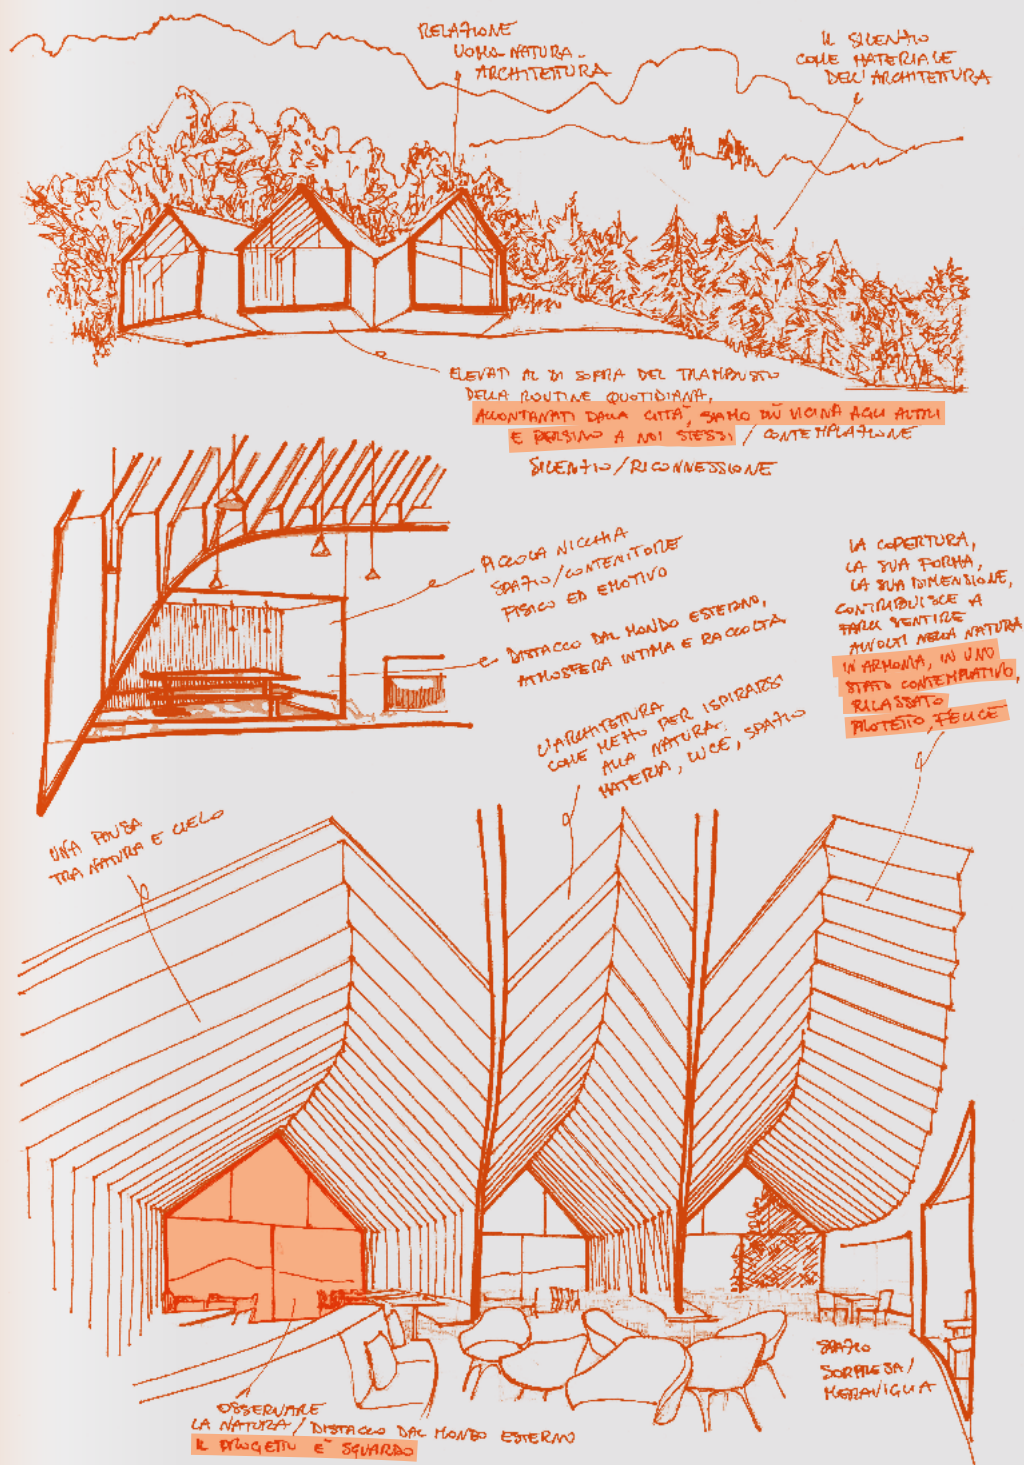 RELAZIONE
UOMO-NATURA-
ARCHITETTURA
IL SILENZIO
COME MATERIALE
DELL'ARCHITETTURA
ELEVATI AL DI SOPRA DEL TRAMBUSTO
DELLA ROUTINE QUOTIDIANA,
ALLONTANATI DALLA CITTÀ, SIAMO PIÙ VICINI AGLI ALTRI
E PERSINO A NOI STESSI / CONTEMPLAZIONE
SILENZIO/RICONNESSIONE
PICCOLA NICCHIA
SPAZIO/CONTENITORE
FISICO ED EMOTIVO
DISTACCO DAL MONDO ESTERNO,
ATMOSFERA INTIMA E RACCOLTA
LA COPERTURA,
LA SUA FORMA,
LA SUA DIMENSIONE,
CONTRIBUISCE A
FARCI SENTIRE
AVVOLTI NELLA NATURA
IN ARMONIA, IN UNO
STATO CONTEMPLATIVO,
RILASSATO
PROTETTO, FELICE
L'ARCHITETTURA
COME MEZZO PER ISPIRARSI
ALLA NATURA:
MATERIA, LUCE, SPAZIO
UNA PAUSA
TRA NATURA E CIELO
SPAZIO
SORPRESA/
MERAVIGLIA
OSSERVARE
LA NATURA/DISTACCO DAL MONDO ESTERNO
IL PROGETTO È SGUARDO